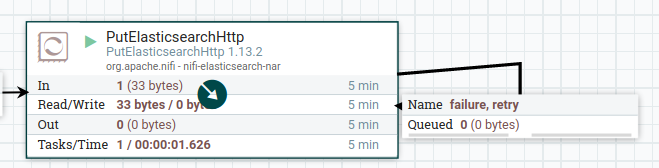 PutElasticsearchHttp
PutElasticsearchHttp 1.13.2
org.apache.nifi - nifi-elasticsearch-nar
In 1 (33 bytes) 5 min
Read/Write 33 bytes / 0 byt 5 min
Out 0 (0 bytes) 5 min
Tasks/Time 1 / 00:00:01.626 5 min
Name failure, retry
Queued 0 (0 bytes)